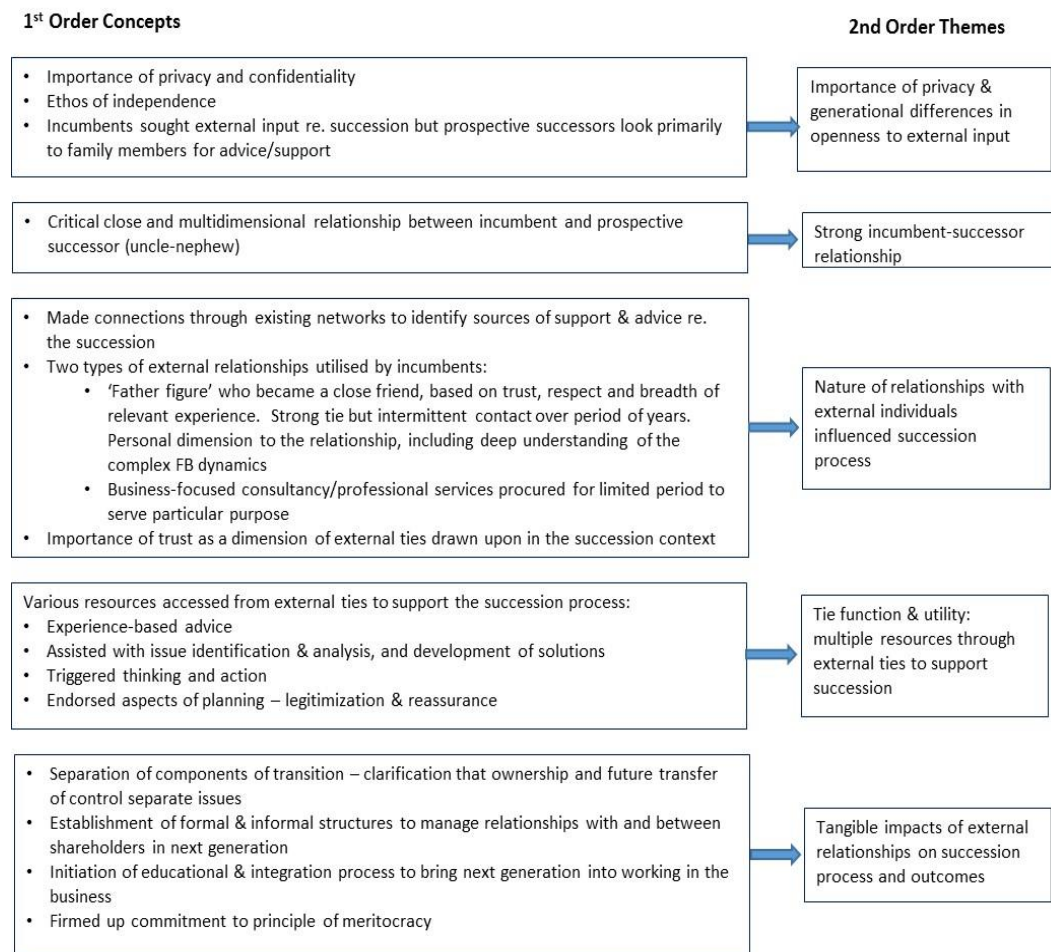 1st Order Concepts
2nd Order Themes
• Importance of privacy and confidentiality
• Ethos of independence
• Incumbents sought external input re. succession but prospective successors look primarily
to family members for advice/support
Importance of privacy &
generational differences in
openness to external input
• Critical close and multidimensional relationship between incumbent and prospective
successor (uncle-nephew)
Strong incumbent-successor
relationship
• Made connections through existing networks to identify sources of support & advice re.
the succession
• Two types of external relationships utilised by incumbents:
• ‘Father figure’ who became a close friend, based on trust, respect and breadth of
relevant experience. Strong tie but intermittent contact over period of years.
Personal dimension to the relationship, including deep understanding of the
complex FB dynamics
• Business-focused consultancy/professional services procured for limited period to
serve particular purpose
• Importance of trust as a dimension of external ties drawn upon in the succession context
Nature of relationships with
external individuals
influenced succession
process
Various resources accessed from external ties to support the succession process:
• Experience-based advice
• Assisted with issue identification & analysis, and development of solutions
• Triggered thinking and action
• Endorsed aspects of planning – legitimization & reassurance
Tie function & utility:
multiple resources through
external ties to support
succession
• Separation of components of transition – clarification that ownership and future transfer
of control separate issues
• Establishment of formal & informal structures to manage relationships with and between
shareholders in next generation
• Initiation of educational & integration process to bring next generation into working in the
business
• Firmed up commitment to principle of meritocracy
Tangible impacts of external
relationships on succession
process and outcomes